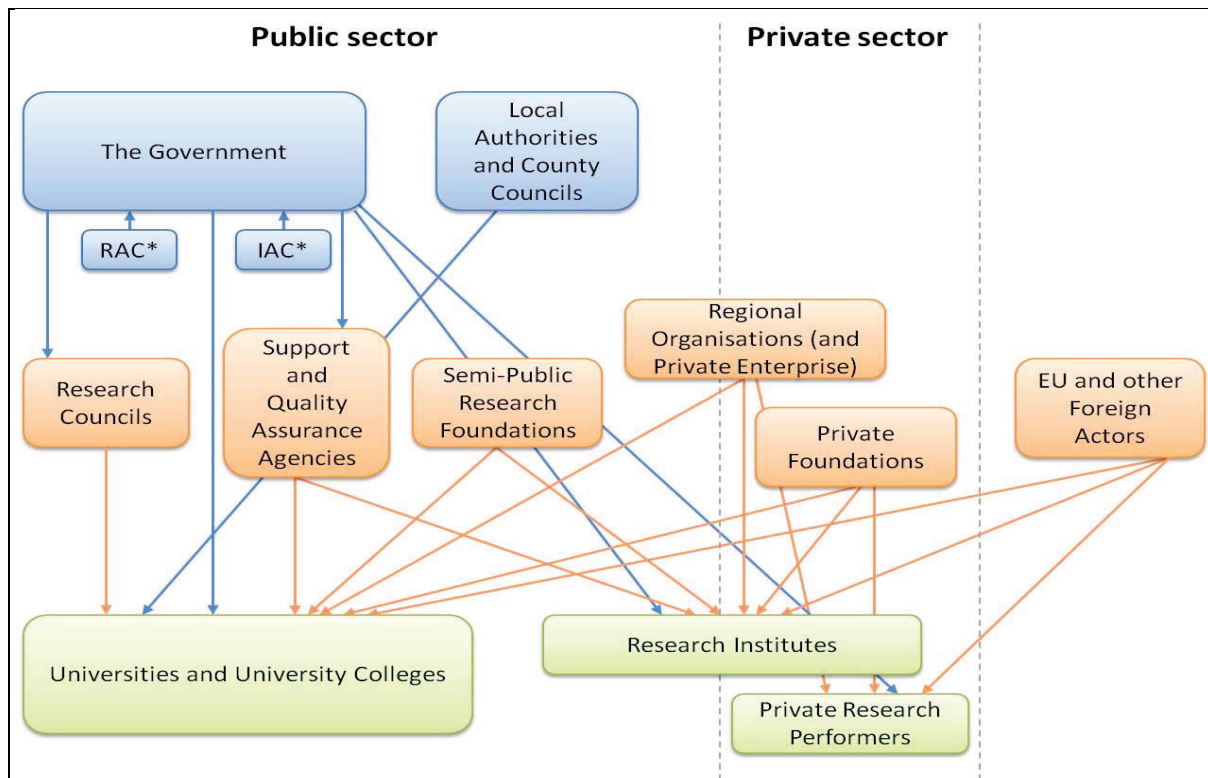 Public sector
Private sector
The Government
Local
Authorities
and County
Councils
RAC*
IAC*
Research
Councils
Support
and
Quality
Assurance
Agencies
Semi-Public
Research
Foundations
Regional
Organisations (and
Private Enterprise)
Private
Foundations
EU and other
Foreign
Actors
Universities and University Colleges
Research Institutes
Private Research
Performers